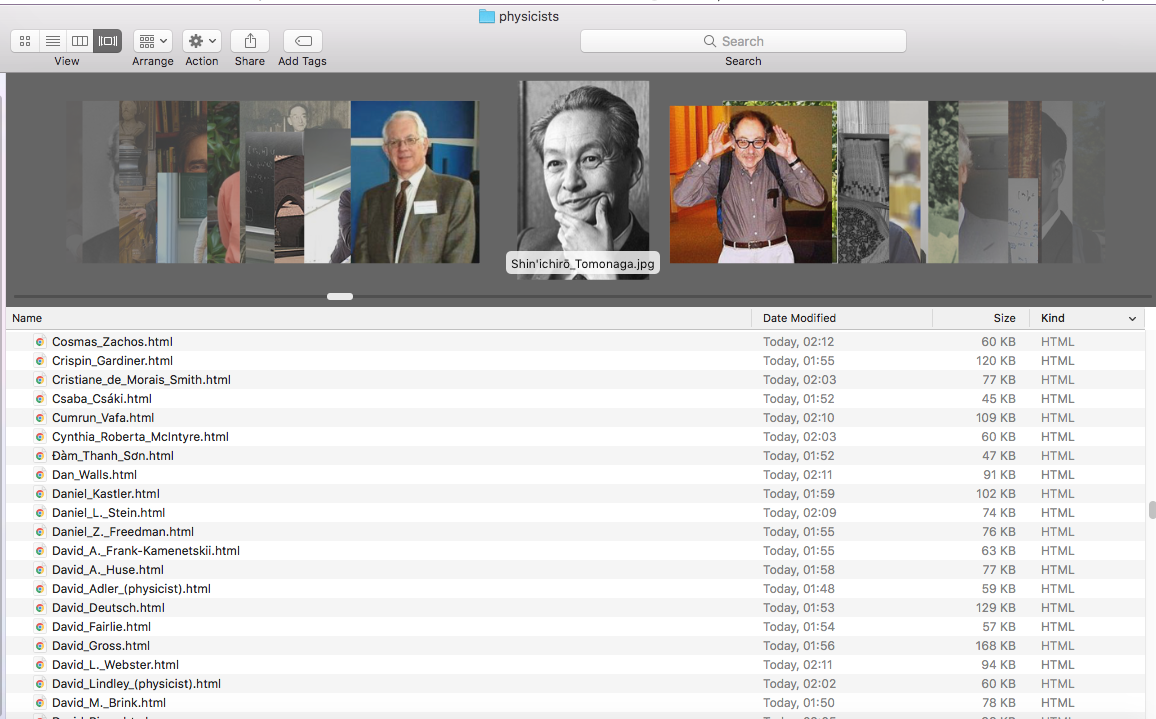 physicists
Search
View Arrange Action Share Add Tags Search
Shin'ichirō_Tomonaga.jpg
Name Date Modified Size Kind
Cosmas_Zachos.html Today, 02:12 60 KB HTML
Crispin_Gardiner.html Today, 01:55 120 KB HTML
Cristiane_de_Morais_Smith.html Today, 02:03 77 KB HTML
Csaba_Csáki.html Today, 01:52 45 KB HTML
Cumrun_Vafa.html Today, 02:10 109 KB HTML
Cynthia_Roberta_McIntyre.html Today, 02:03 60 KB HTML
Đàm_Thanh_Sơn.html Today, 01:52 47 KB HTML
Dan_Walls.html Today, 02:11 91 KB HTML
Daniel_Kastler.html Today, 01:59 102 KB HTML
Daniel_L._Stein.html Today, 02:09 74 KB HTML
Daniel_Z._Freedman.html Today, 01:55 76 KB HTML
David_A._Frank-Kamenetskii.html Today, 01:55 63 KB HTML
David_A._Huse.html Today, 01:58 77 KB HTML
David_Adler_(physicist).html Today, 01:48 59 KB HTML
David_Deutsch.html Today, 01:53 129 KB HTML
David_Fairlie.html Today, 01:54 57 KB HTML
David_Gross.html Today, 01:56 168 KB HTML
David_L._Webster.html Today, 02:11 94 KB HTML
David_Lindley_(physicist).html Today, 02:02 60 KB HTML
David_M._Brink.html Today, 01:50 78 KB HTML